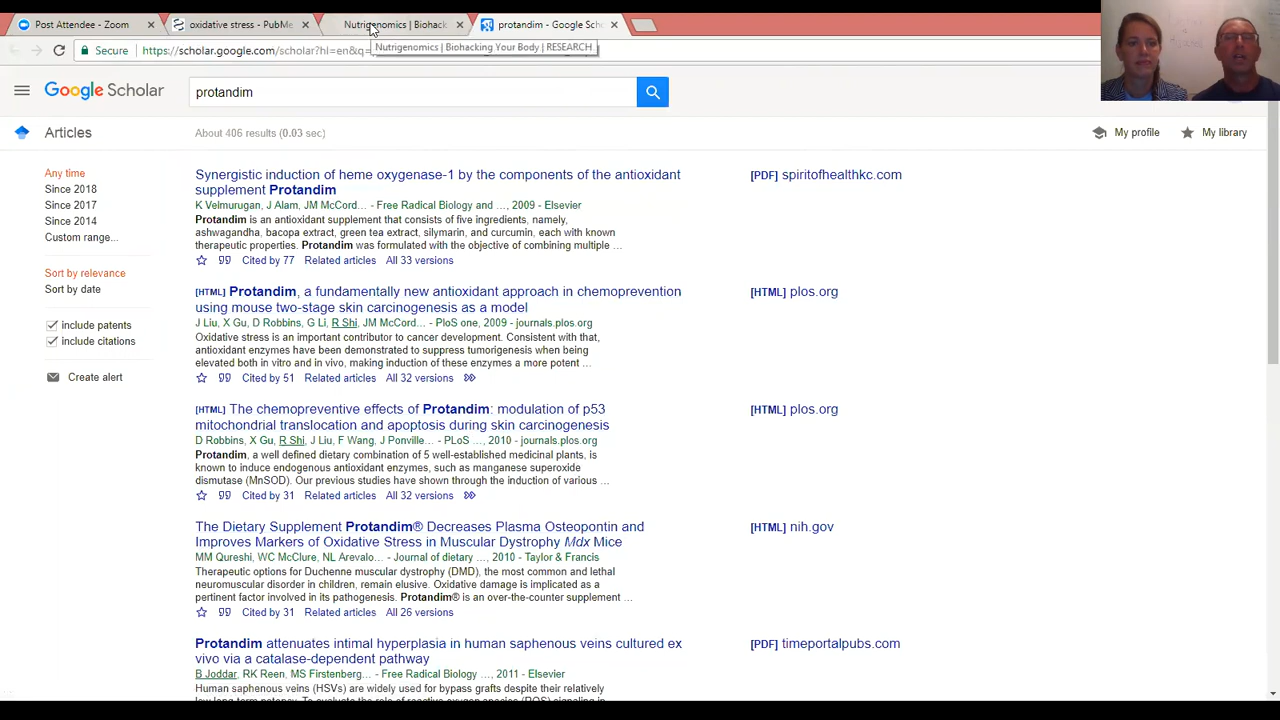 Post Attendee - Zoom
oxidative stress - PubMe
Nutrigenomics | Biohack
protandim - Google Scho
Secure https://scholar.google.com/scholar?hl=en&q=
Nutrigenomics | Biohacking Your Body | RESEARCH
Google Scholar
protandim
Articles
About 406 results (0.03 sec)
My profile
My library
Any time
Since 2018
Since 2017
Since 2014
Custom range...
Sort by relevance
Sort by date
include patents
include citations
Create alert
Synergistic induction of heme oxygenase-1 by the components of the antioxidant
supplement Protandim
K Velmurugan, J Alam, JM McCord... - Free Radical Biology and ..., 2009 - Elsevier
Protandim is an antioxidant supplement that consists of five ingredients, namely,
ashwagandha, bacopa extract, green tea extract, silymarin, and curcumin, each with known
therapeutic properties. Protandim was formulated with the objective of combining multiple ...
Cited by 77 Related articles All 33 versions
[PDF] spiritofhealthkc.com
[HTML] Protandim, a fundamentally new antioxidant approach in chemoprevention
using mouse two-stage skin carcinogenesis as a model
J Liu, X Gu, D Robbins, G Li, R Shi, JM McCord... - PloS one, 2009 - journals.plos.org
Oxidative stress is an important contributor to cancer development. Consistent with that,
antioxidant enzymes have been demonstrated to suppress tumorigenesis when being
elevated both in vitro and in vivo, making induction of these enzymes a more potent ...
Cited by 51 Related articles All 32 versions
[HTML] plos.org
[HTML] The chemopreventive effects of Protandim: modulation of p53
mitochondrial translocation and apoptosis during skin carcinogenesis
D Robbins, X Gu, R Shi, J Liu, F Wang, J Ponville... - PLoS ..., 2010 - journals.plos.org
Protandim, a well defined dietary combination of 5 well-established medicinal plants, is
known to induce endogenous antioxidant enzymes, such as manganese superoxide
dismutase (MnSOD). Our previous studies have shown through the induction of various ...
Cited by 31 Related articles All 32 versions
[HTML] plos.org
The Dietary Supplement Protandim® Decreases Plasma Osteopontin and
Improves Markers of Oxidative Stress in Muscular Dystrophy Mdx Mice
MM Qureshi, WC McClure, NL Arevalo... - Journal of dietary ..., 2010 - Taylor & Francis
Therapeutic options for Duchenne muscular dystrophy (DMD), the most common and lethal
neuromuscular disorder in children, remain elusive. Oxidative damage is implicated as a
pertinent factor involved in its pathogenesis. Protandim® is an over-the-counter supplement ...
Cited by 31 Related articles All 26 versions
[HTML] nih.gov
Protandim attenuates intimal hyperplasia in human saphenous veins cultured ex
vivo via a catalase-dependent pathway
B Joddar, RK Reen, MS Firstenberg... - Free Radical Biology ..., 2011 - Elsevier
Human saphenous veins (HSVs) are widely used for bypass grafts despite their relatively
[PDF] timeportalpubs.com